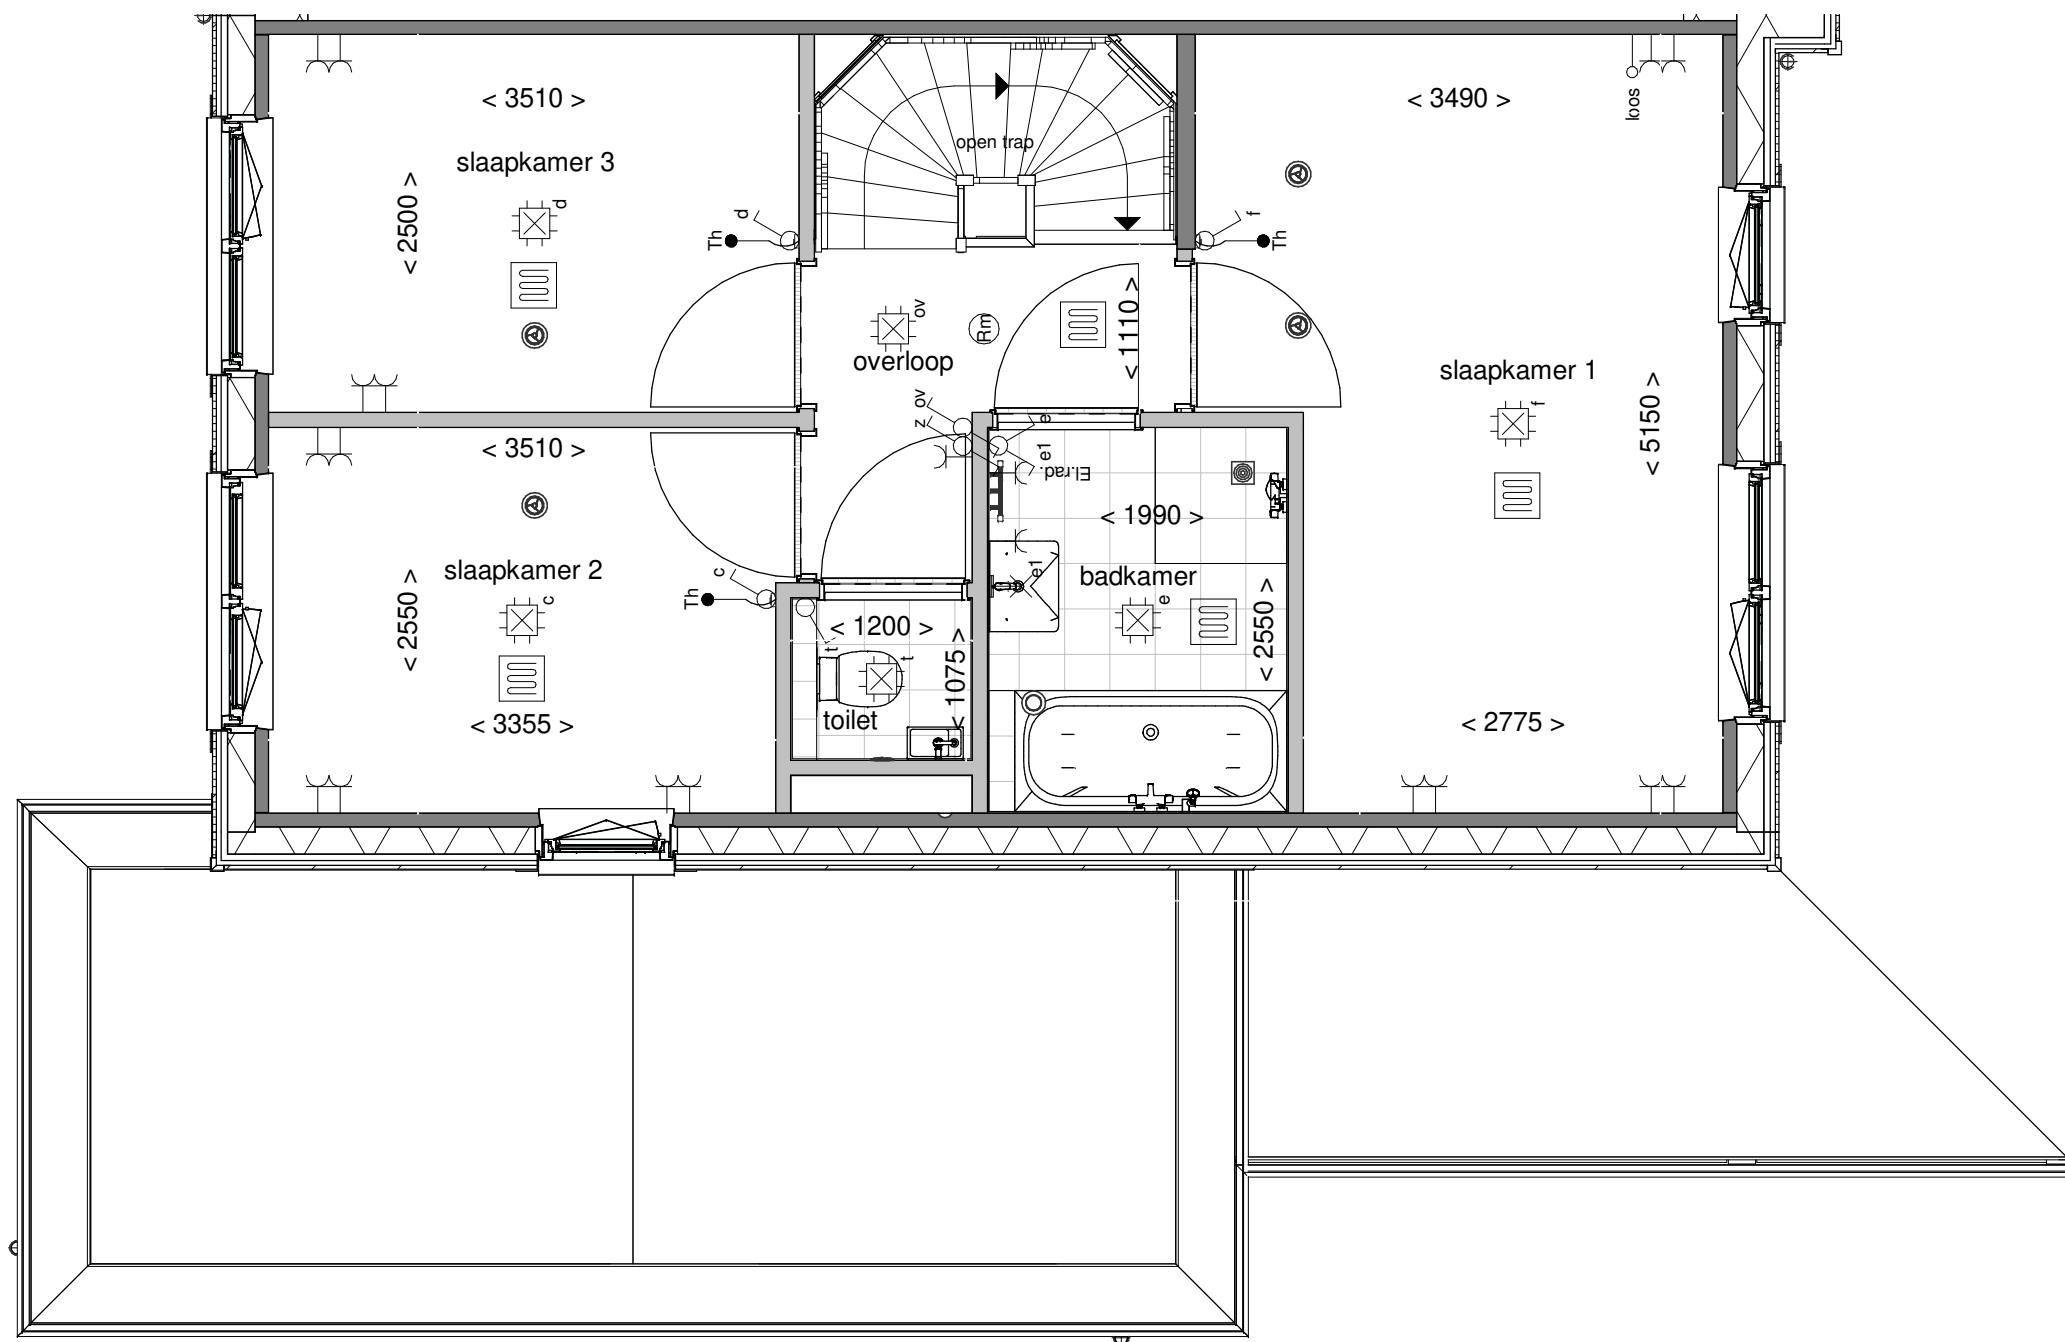 < 3510 >
< 3490 >
loos
open trap
slaapkamer 3
< 2500 >
d
d
Th
f
Th
ov
Rm
< 1110 >
overloop
slaapkamer 1
f
< 5150 >
ov
z
e
e1
El.rad.
< 3510 >
< 1990 >
slaapkamer 2
c
< 2550 >
c
Th
e1
badkamer
e
< 2550 >
< 1200 >
t
t
< 1075 >
toilet
< 3355 >
< 2775 >